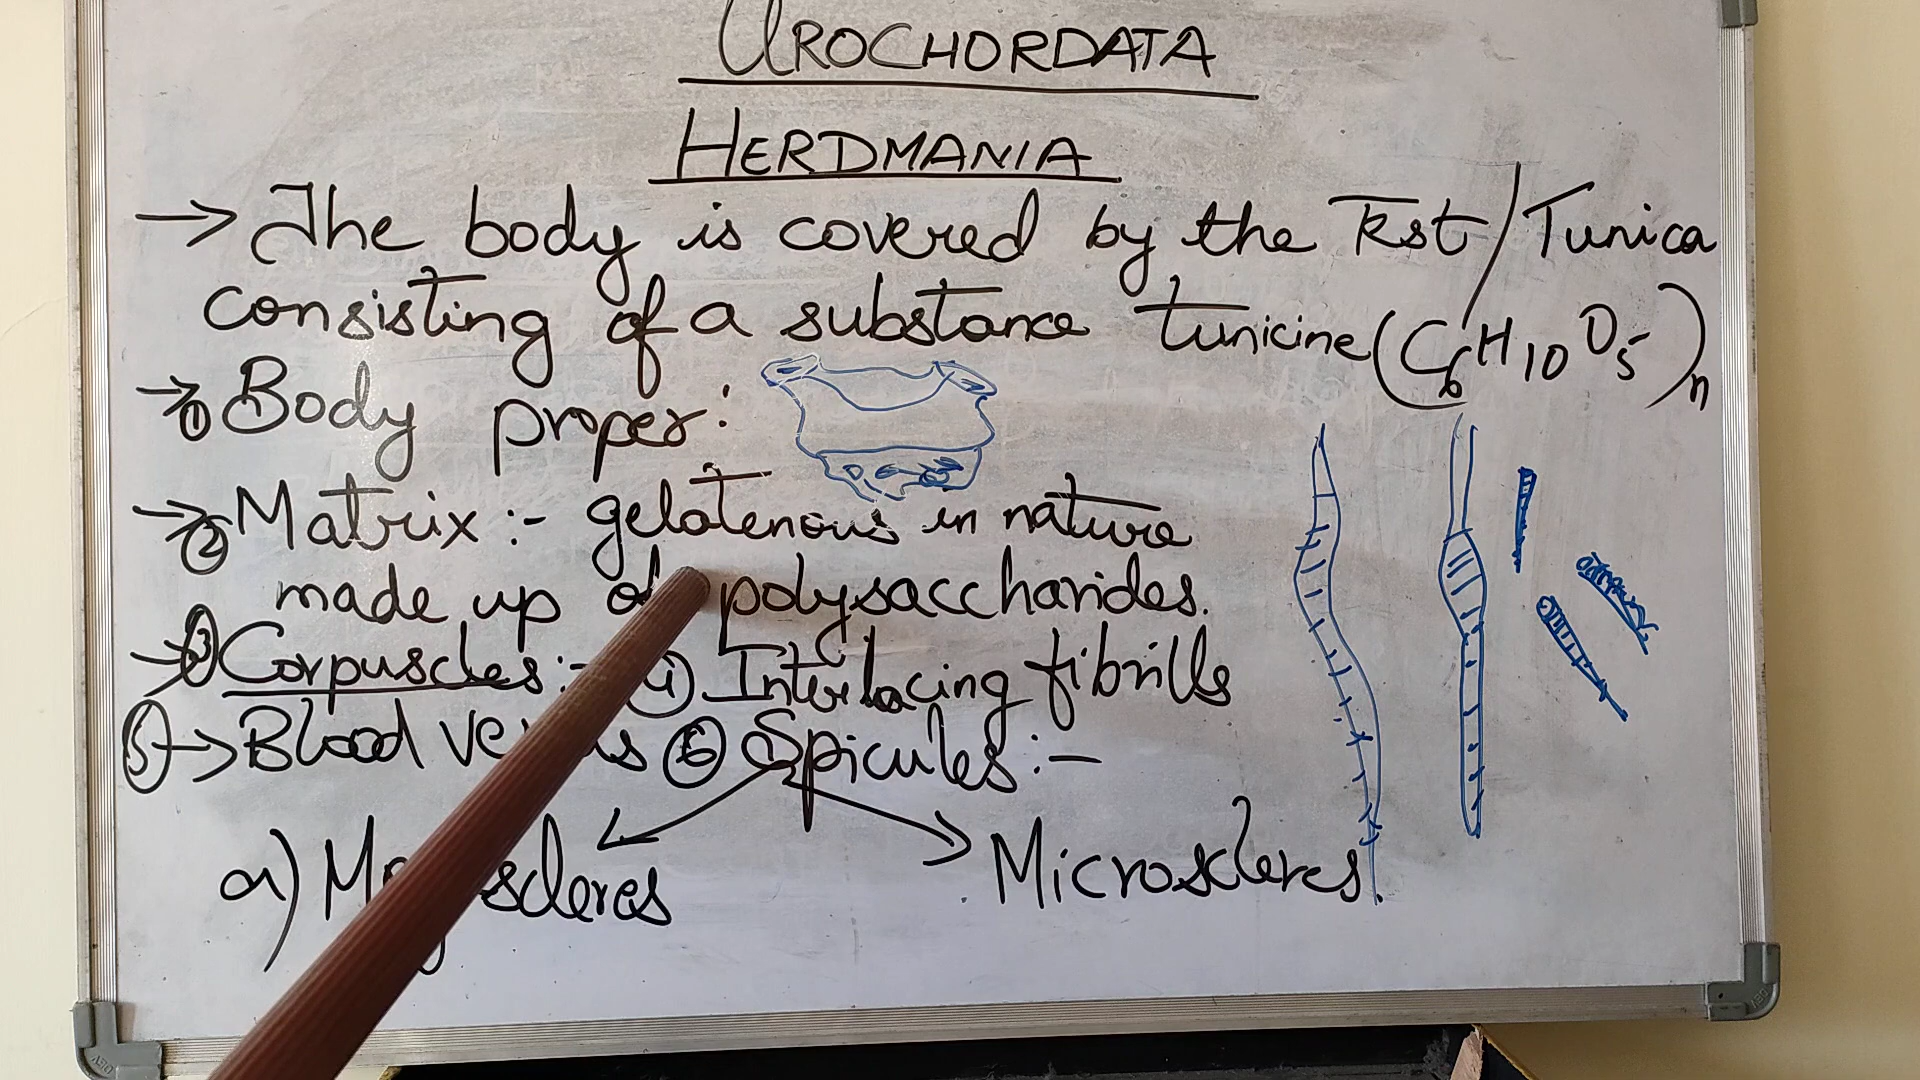 UROCHORDATA
HERDMANIA
→ The body is covered by the Test/Tunica
consisting of a substance tunicine (C6H10O5)n
→ ① Body proper:
→ ② Matrix :- gelatenous in nature
made up of polysaccharides.
→ ③ Corpuscles :- ④ Interlacing fibrills
⑤ → Blood ⑥ Spicules :-
a) Microscleres.